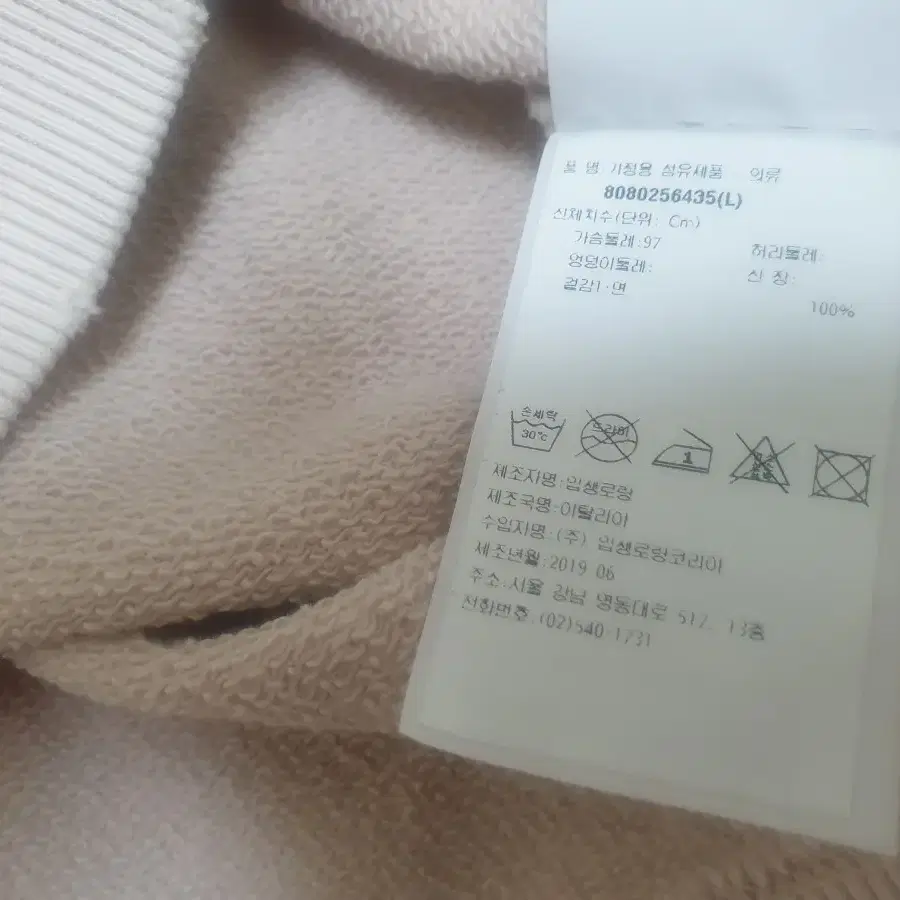 품 명 가정용 섬유제품 의류
8080256435(L)
신체치수(단위: Cm)
가슴둘레:97 허리둘레:
엉덩이둘레: 신 장:
겉감1·면 100%
손세탁
30℃
드라이
1
제조자명:입생로랑
제조국명:이탈리아
수입자명:(주) 입생로랑코리아
제조년월:2019 06
주소:서울 강남 영동대로 517, 13층
전화번호:(02)540-1731